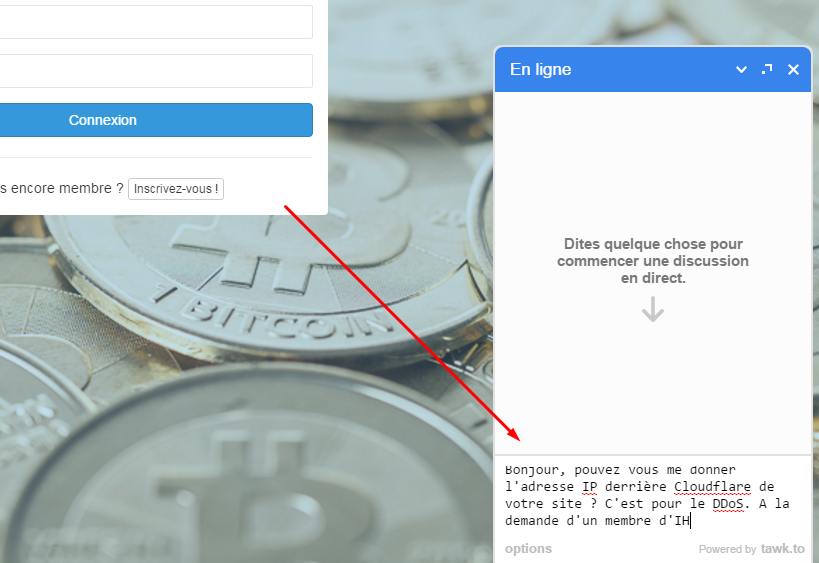 Connexion
s encore membre ? Inscrivez-vous !
1 BITCOIN
En ligne
Dites quelque chose pour
commencer une discussion
en direct.
Bonjour, pouvez vous me donner
l'adresse IP derrière Cloudflare de
votre site ? C'est pour le DDoS. A la
demande d'un membre d'IH
options
Powered by tawk.to